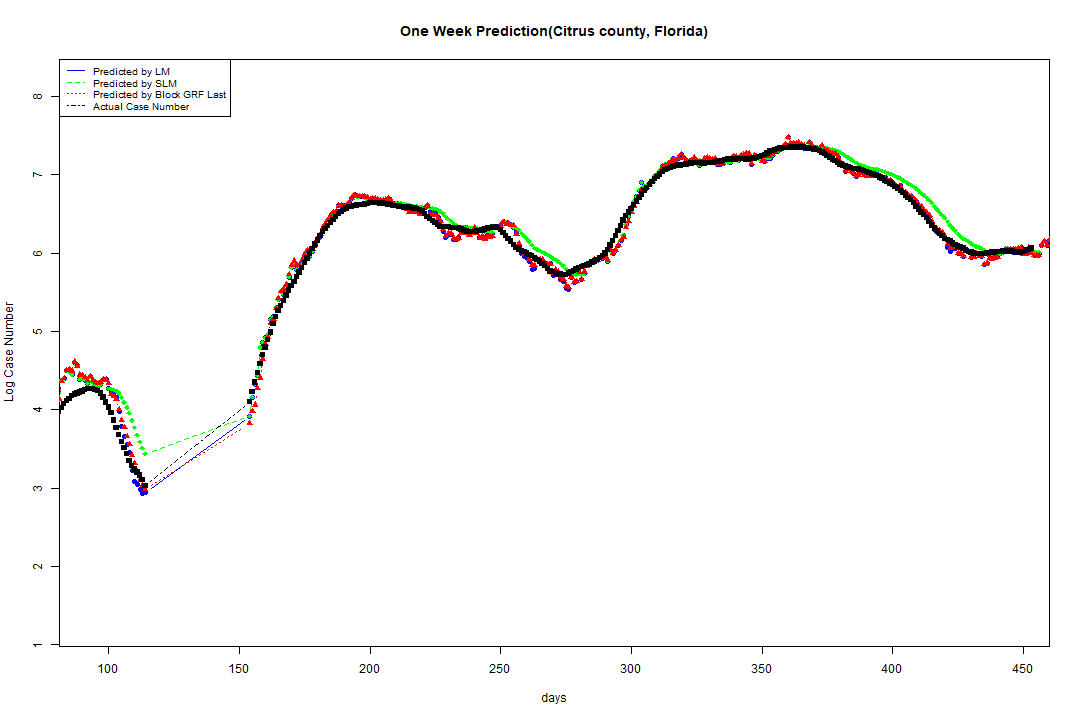 One Week Prediction(Citrus county, Florida)
Predicted by LM
Predicted by SLM
Predicted by Block GRF Last
Actual Case Number
8
7
6
5
4
3
2
1
Log Case Number
100 150 200 250 300 350 400 450
days